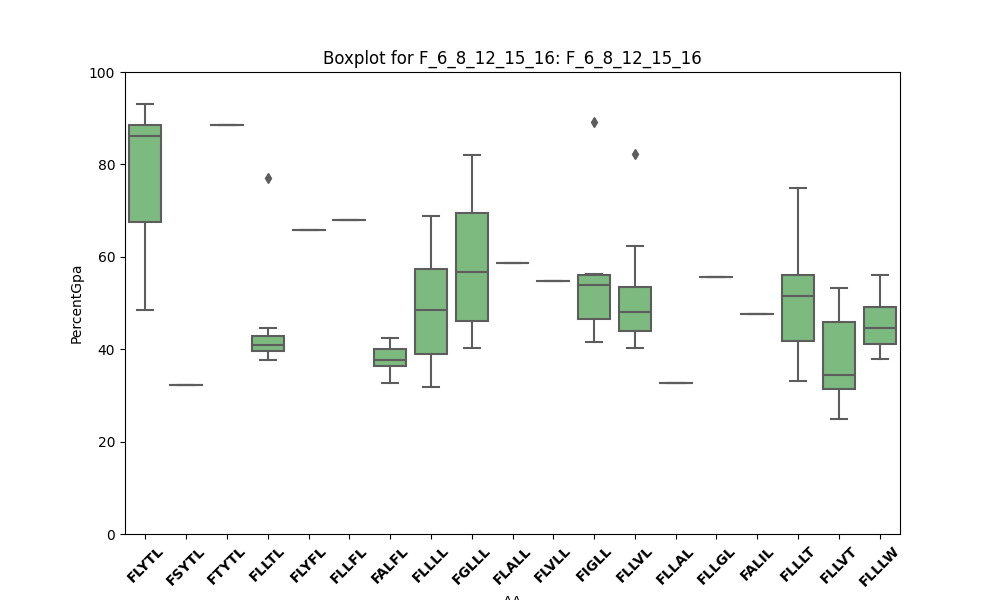 Boxplot for F_6_8_12_15_16: F_6_8_12_15_16
100
80
60
40
20
0
PercentGpa
FLYTL
FSYTL
FTYTL
FLLTL
FLYFL
FLLFL
FALFL
FLLLL
FGLLL
FLALL
FLVLL
FIGLL
FLLVL
FLLAL
FLLGL
FALIL
FLLLT
FLLVT
FLLLW
AA